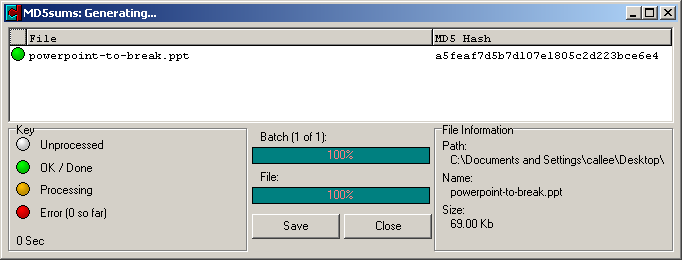 MD5sums: Generating...
File MD5 Hash
powerpoint-to-break.ppt a5feaf7d5b7d107e1805c2d223bce6e4
Key
Unprocessed
OK / Done
Processing
Error (0 so far)
0 Sec
Batch (1 of 1):
100%
File:
100%
Save Close
File Information
Path:
C:\Documents and Settings\callee\Desktop\
Name:
powerpoint-to-break.ppt
Size:
69.00 Kb